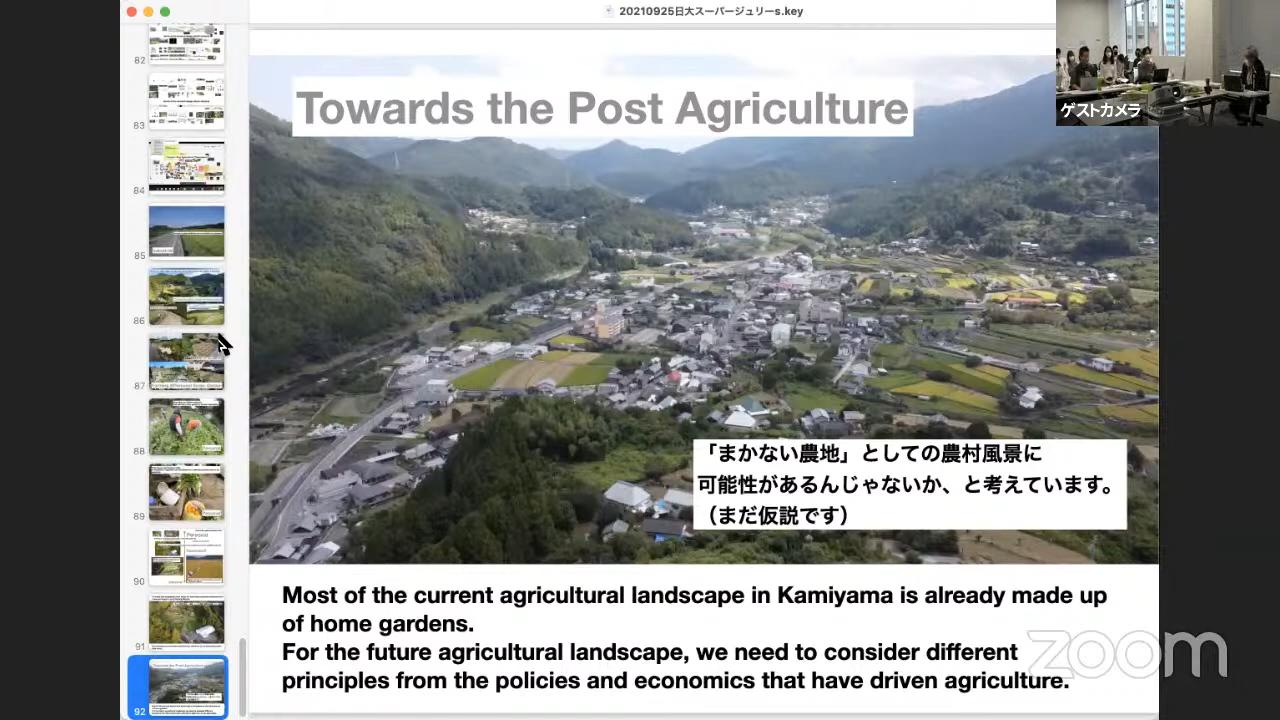 20210925日大スーパージュリーs.key
ゲストカメラ
Towards the Post Agriculture
「まかない農地」としての農村風景に
可能性があるんじゃないか、と考えています。
（まだ仮説です）
Most of the current agricultural landscape in Kamiyama is already made up
of home gardens.
For the future agricultural landscape, we need to consider different
principles from the policies and economics that have driven agriculture.
zoom
82
83
84
85
86
87
88
89
90
91
92